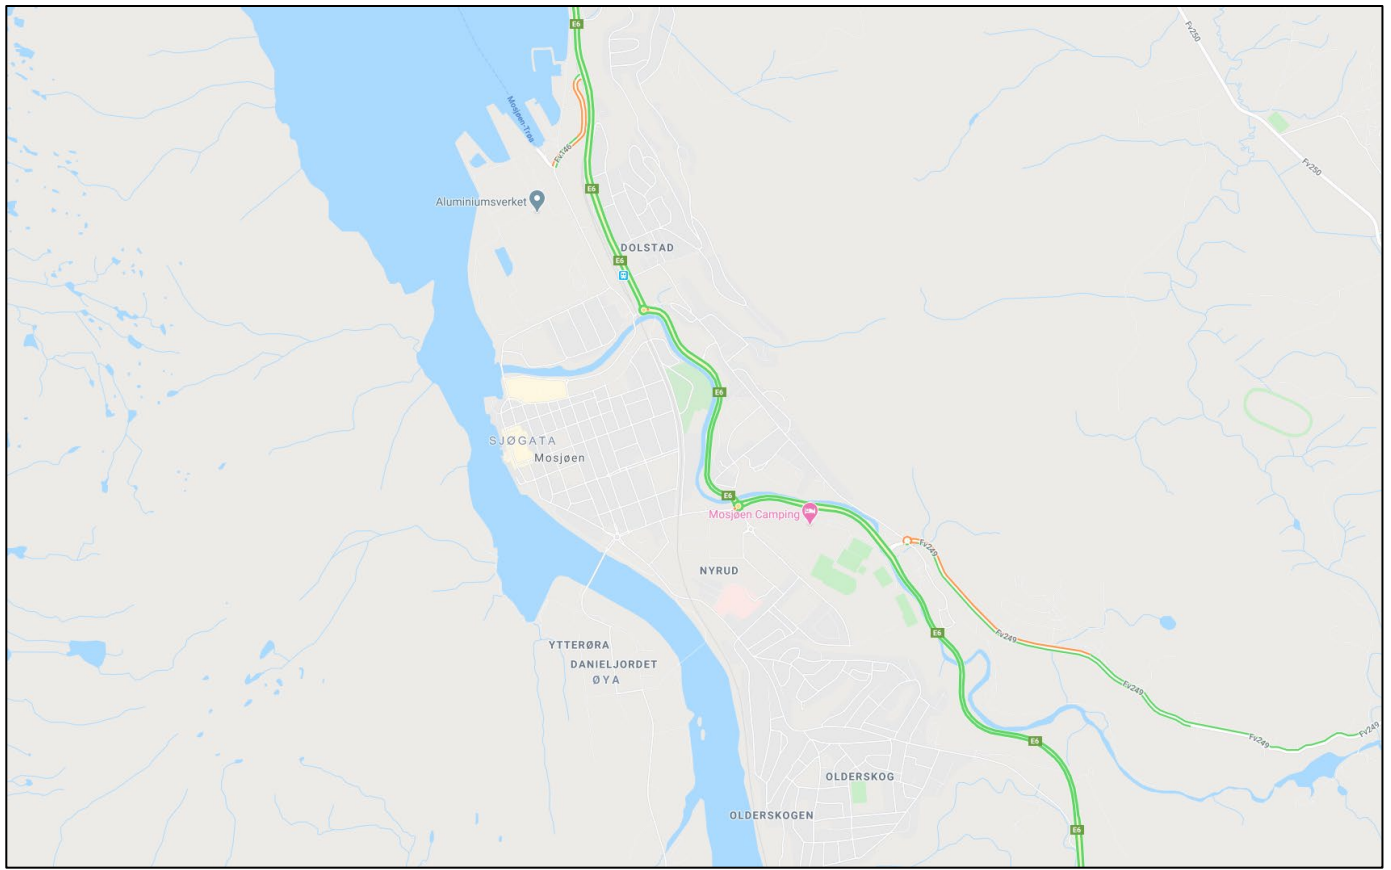 E6
Fv250
Mosjøen-Trøa
Fv146
Fv250
E6
Aluminiumsverket
DOLSTAD
E6
E6
SJØGATA
Mosjøen
E6
Mosjøen Camping
Fv249
NYRUD
E6
Fv249
YTTERØRA
DANIELJORDET
ØYA
Fv249
Fv249
Fv249
E6
OLDERSKOG
OLDERSKOGEN
E6